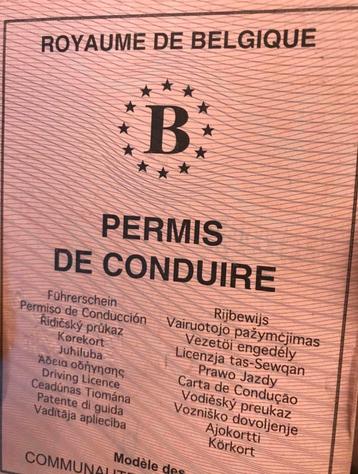 ROYAUME DE BELGIQUE
B
PERMIS
DE CONDUIRE
Führerschein
Permiso de Conducción
Řidičský průkaz
Korekort
Juhiluba
Άδεια οδήγησης
Driving Licence
Ceadúnas Tiomána
Patente di guida
Vadītāja apliecība
Rijbewijs
Vairuotojo pažymėjimas
Vezetői engedély
Liċenzja tas-Sewqan
Prawo Jazdy
Carta de Condução
Vodičský preukaz
Vozniško dovoljenje
Ajokortti
Körkort
Modèle des
COMMUNAUTÉ